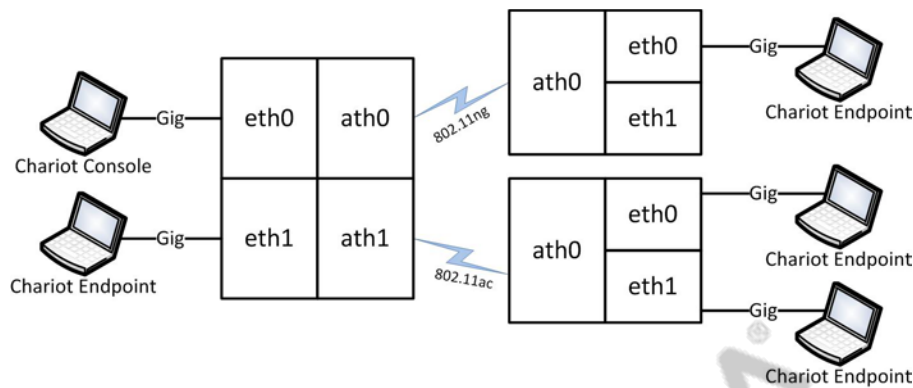 Gig
Chariot Console
Gig
Chariot Endpoint
eth0
ath0
eth1
ath1
802.11ng
802.11ac
ath0
eth0
eth1
Gig
Chariot Endpoint
ath0
eth0
eth1
Gig
Chariot Endpoint
Gig
Chariot Endpoint